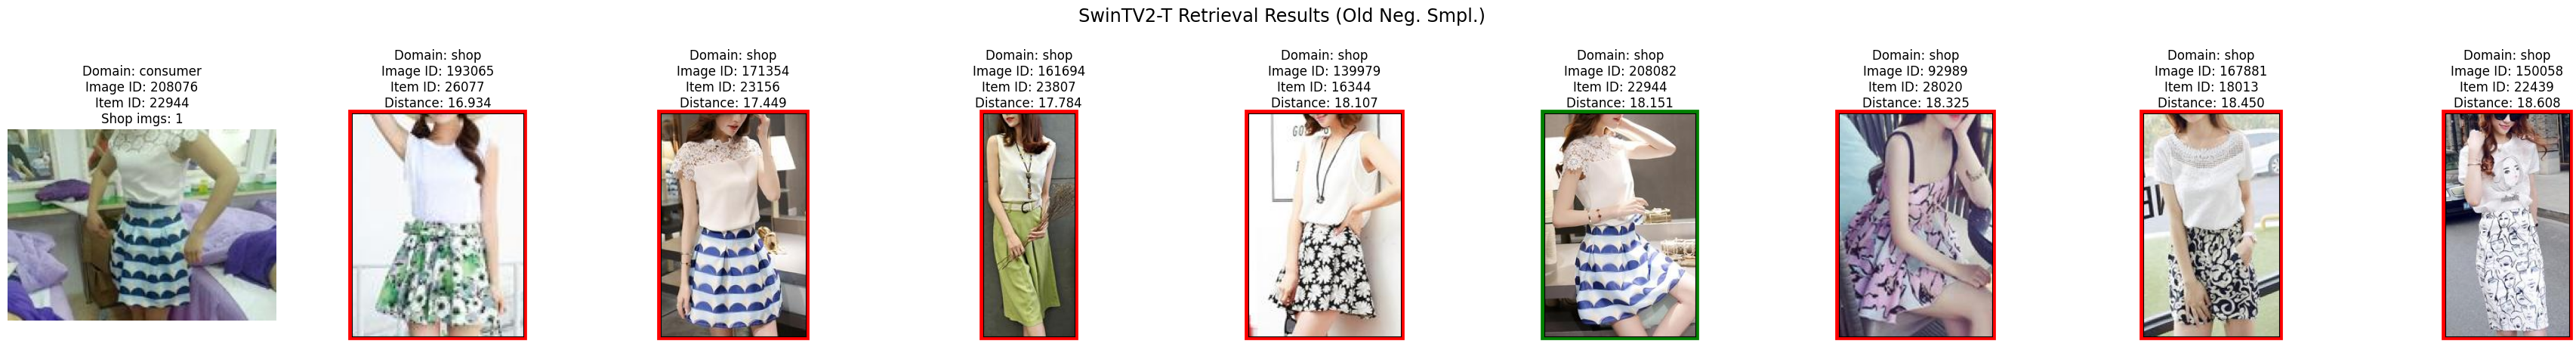 SwinTV2-T Retrieval Results (Old Neg. Smpl.)
Domain: consumer
Image ID: 208076
Item ID: 22944
Shop imgs: 1
Domain: shop
Image ID: 193065
Item ID: 26077
Distance: 16.934
Domain: shop
Image ID: 171354
Item ID: 23156
Distance: 17.449
Domain: shop
Image ID: 161694
Item ID: 23807
Distance: 17.784
Domain: shop
Image ID: 139979
Item ID: 16344
Distance: 18.107
Domain: shop
Image ID: 208082
Item ID: 22944
Distance: 18.151
Domain: shop
Image ID: 92989
Item ID: 28020
Distance: 18.325
Domain: shop
Image ID: 167881
Item ID: 18013
Distance: 18.450
Domain: shop
Image ID: 150058
Item ID: 22439
Distance: 18.608